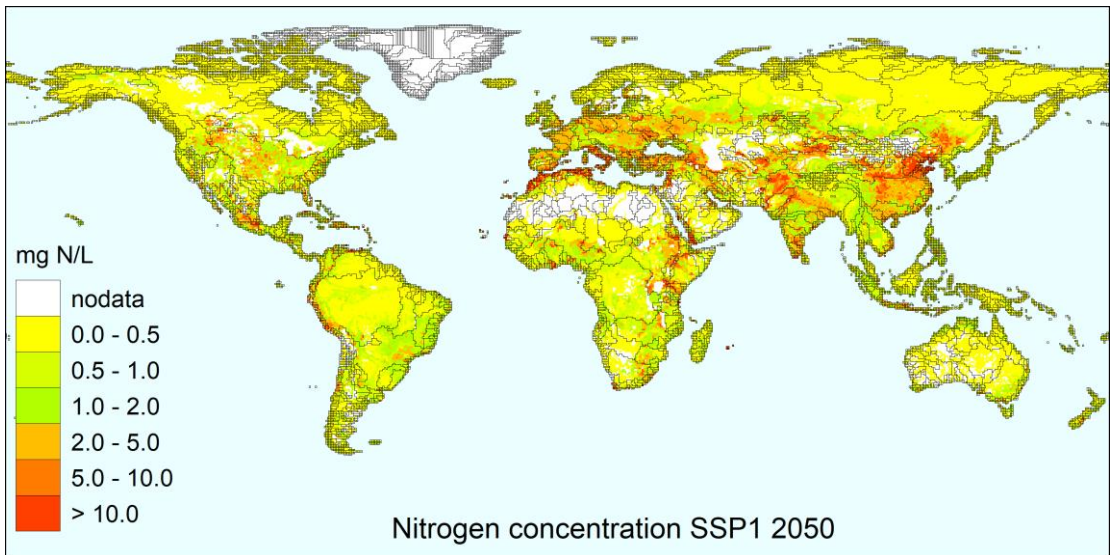 mg N/L
nodata
0.0 - 0.5
0.5 - 1.0
1.0 - 2.0
2.0 - 5.0
5.0 - 10.0
> 10.0
Nitrogen concentration SSP1 2050